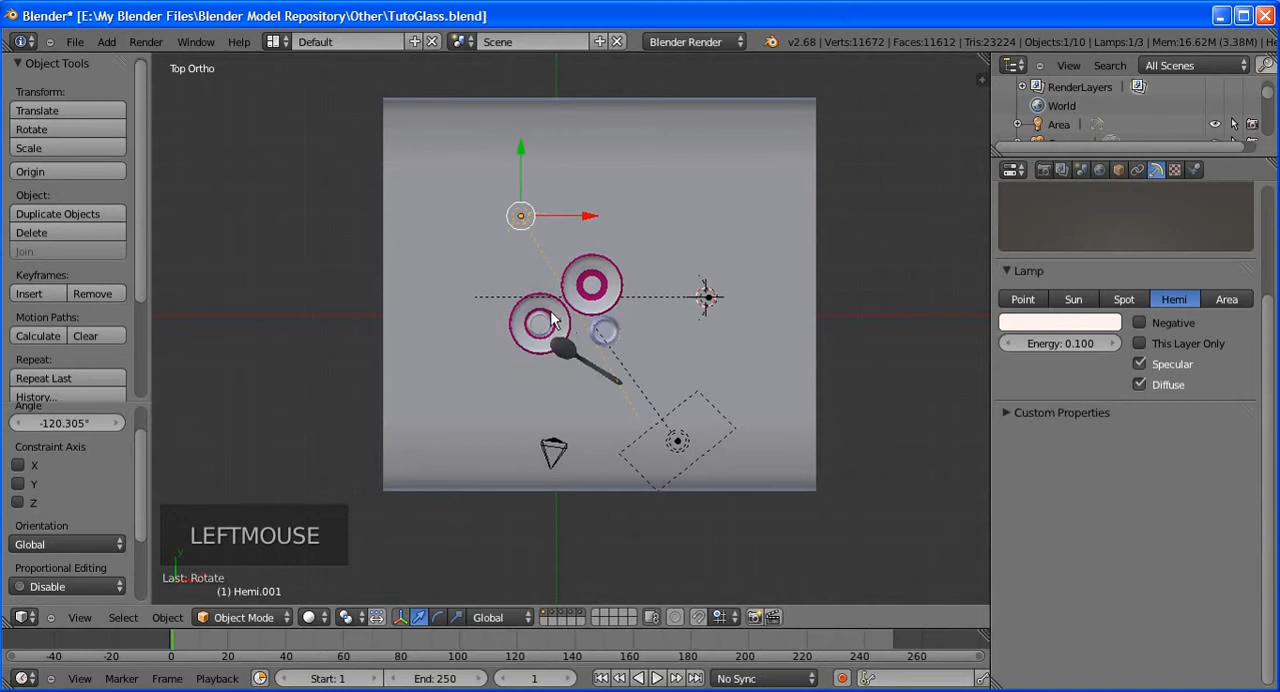 Blender* [E:\My Blender Files\Blender Model Repository\Other\TutoGlass.blend]
File Add Render Window Help Default Scene Blender Render v2.68 | Verts:11672 | Faces:11612 | Tris:23224 | Objects:1/10 | Lamps:1/3 | Mem:16.62M (3.38M) | He
Object Tools
Transform:
Translate
Rotate
Scale
Origin
Object:
Duplicate Objects
Delete
Join
Keyframes:
Insert Remove
Motion Paths:
Calculate Clear
Repeat:
Repeat Last
History...
Angle
-120.305°
Constraint Axis
X
Y
Z
Orientation
Global
Proportional Editing
Disable
Top Ortho
LEFTMOUSE
Last: Rotate
(1) Hemi.001
y
View Select Object Object Mode Global
-40 -20 0 20 40 60 80 100 120 140 160 180 200 220 240 260
View Marker Frame Playback Start: 1 End: 250 1 No Sync
View Search All Scenes
RenderLayers
World
Area
Lamp
Point Sun Spot Hemi Area
Negative
Energy: 0.100 This Layer Only
Specular
Diffuse
Custom Properties